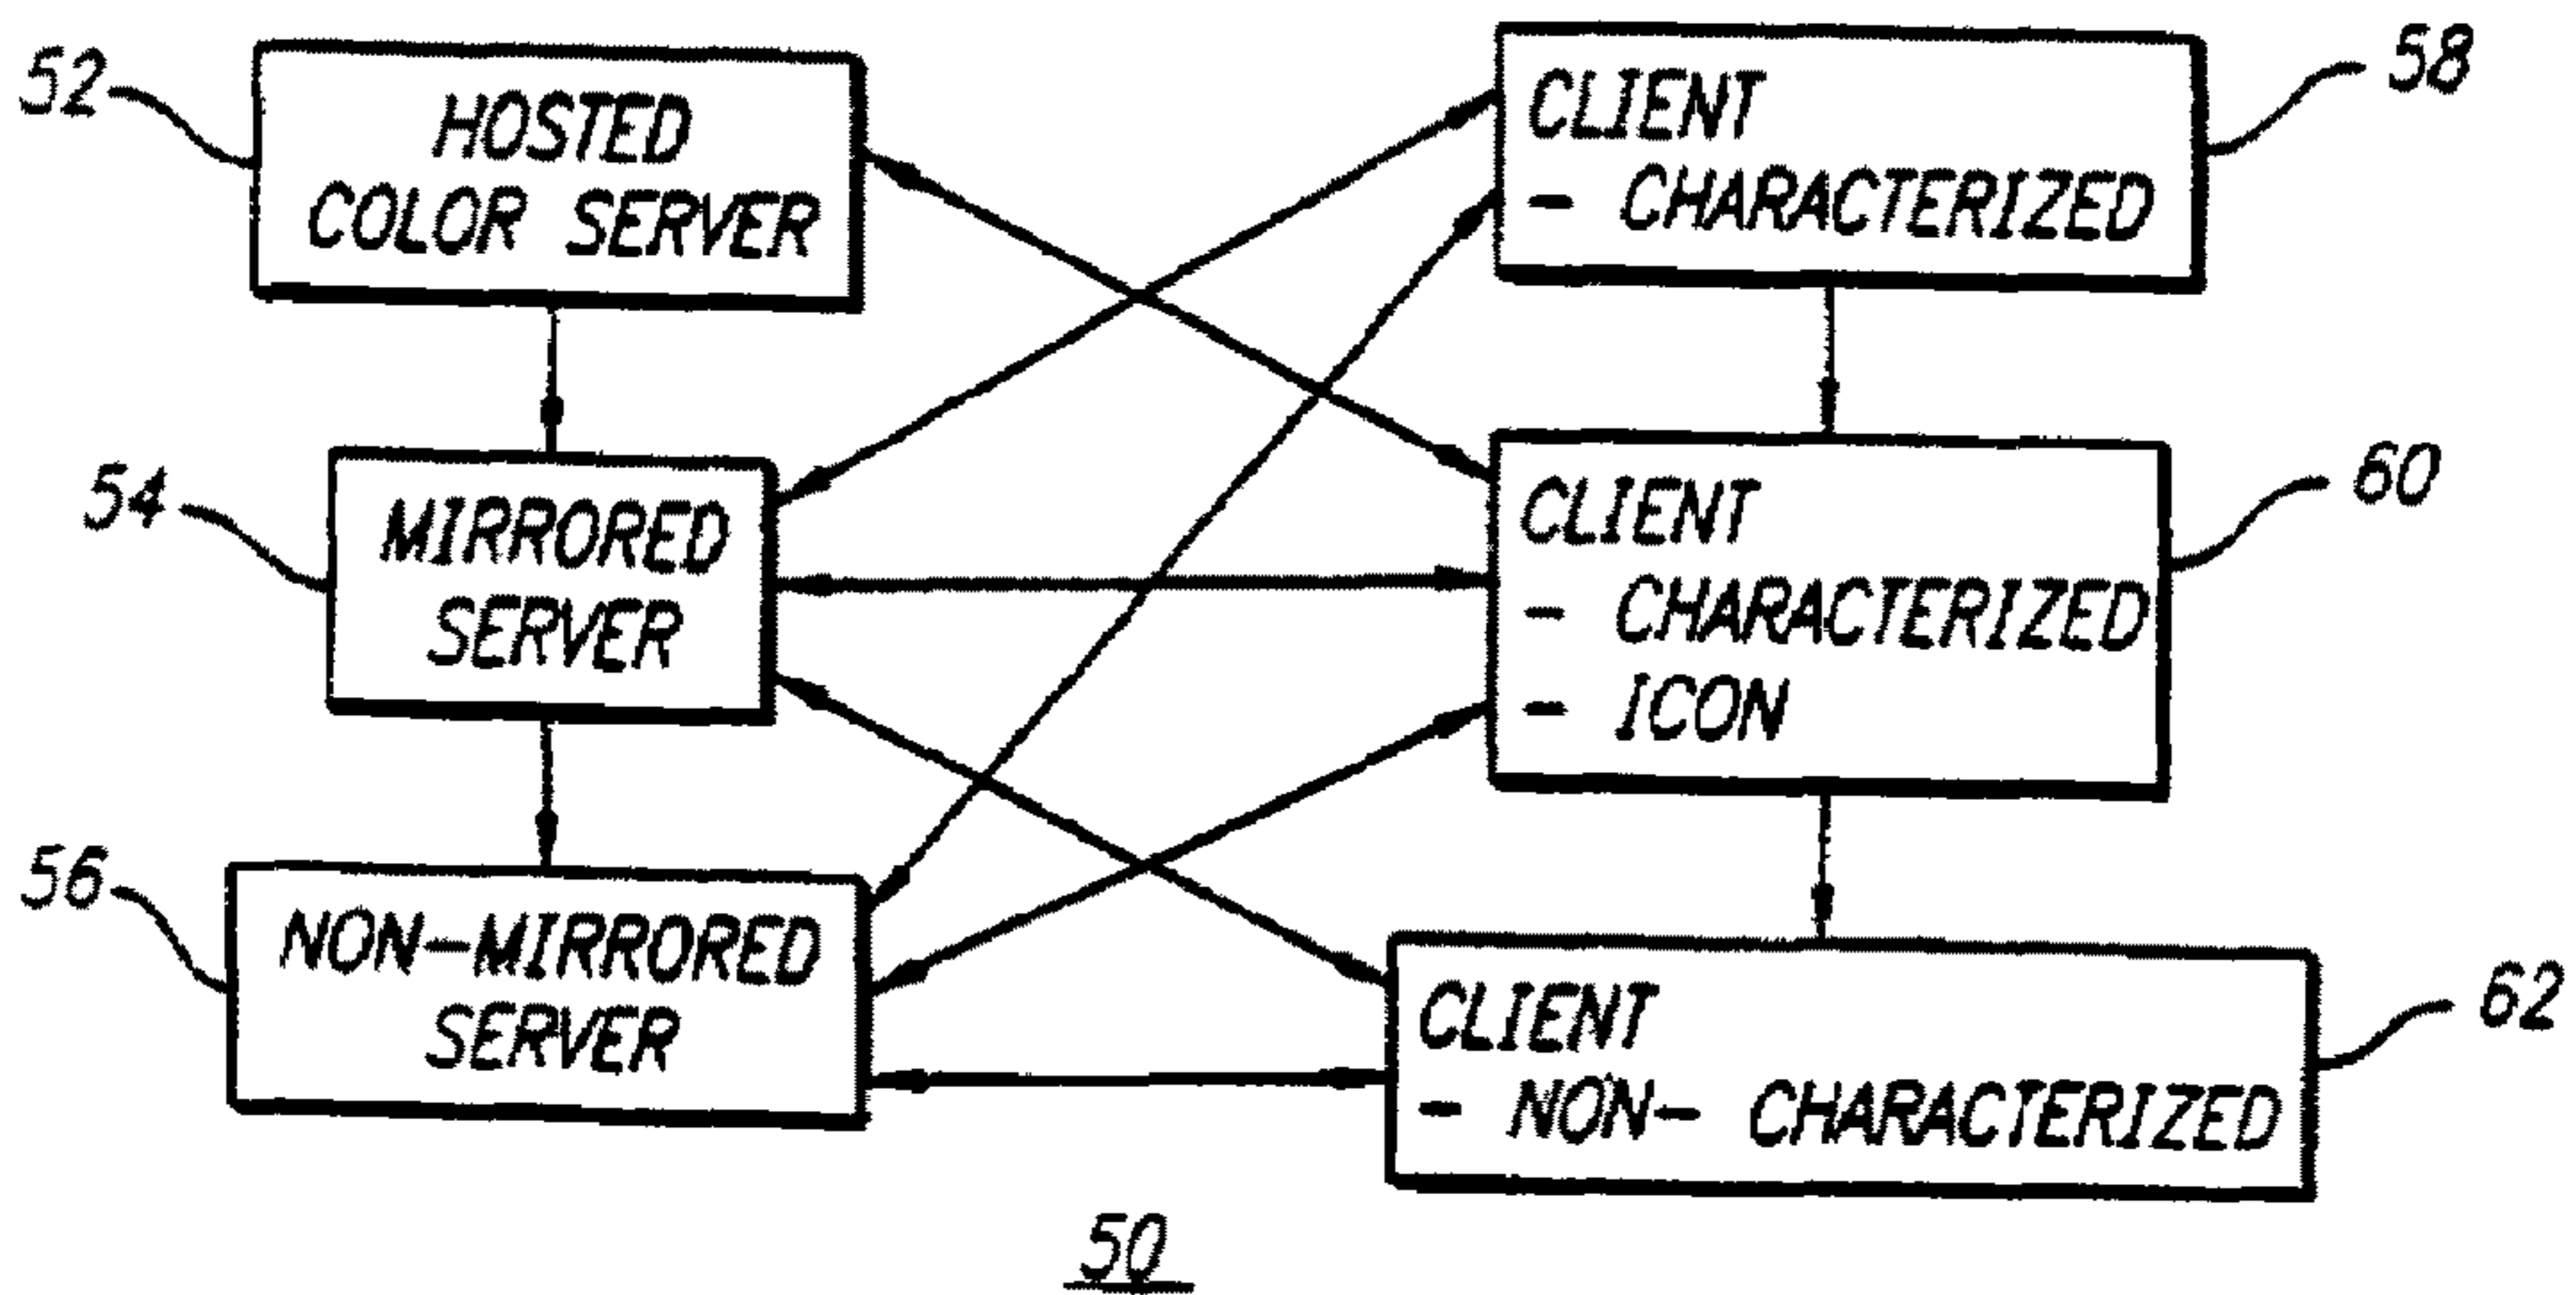 52
HOSTED
COLOR SERVER
58
CLIENT
- CHARACTERIZED
54
MIRRORED
SERVER
60
CLIENT
- CHARACTERIZED
- ICON
56
NON-MIRRORED
SERVER
62
CLIENT
- NON- CHARACTERIZED
50